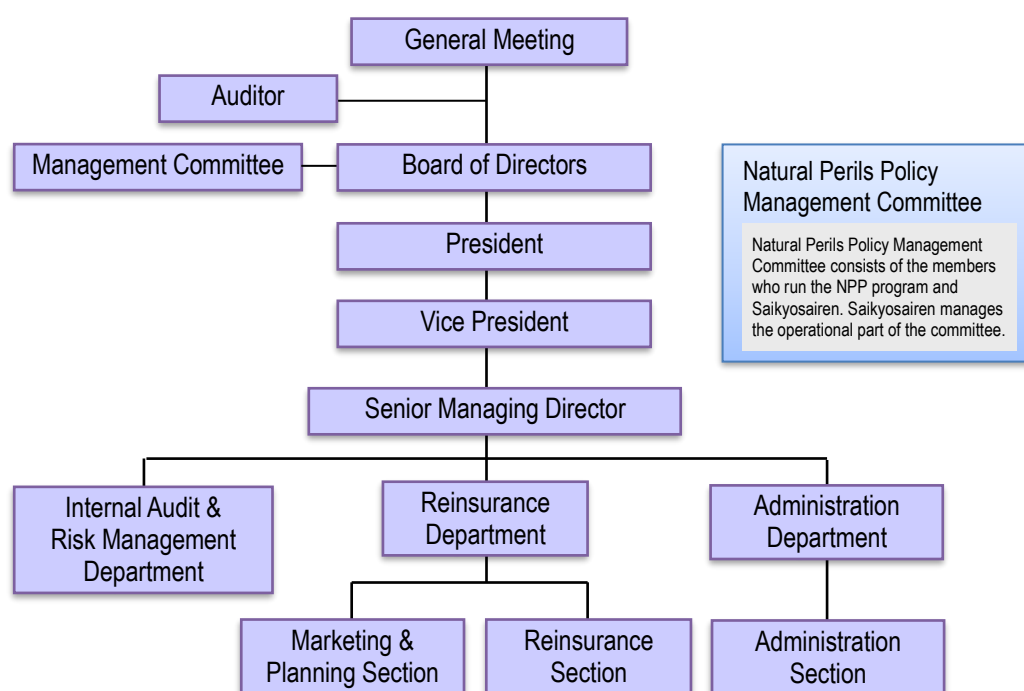 General Meeting
Auditor
Management Committee
Board of Directors
President
Vice President
Senior Managing Director
Internal Audit &
Risk Management
Department
Reinsurance
Department
Administration
Department
Marketing &
Planning Section
Reinsurance
Section
Administration
Section
Natural Perils Policy
Management Committee
Natural Perils Policy Management
Committee consists of the members
who run the NPP program and
Saikyosairen. Saikyosairen manages
the operational part of the committee.